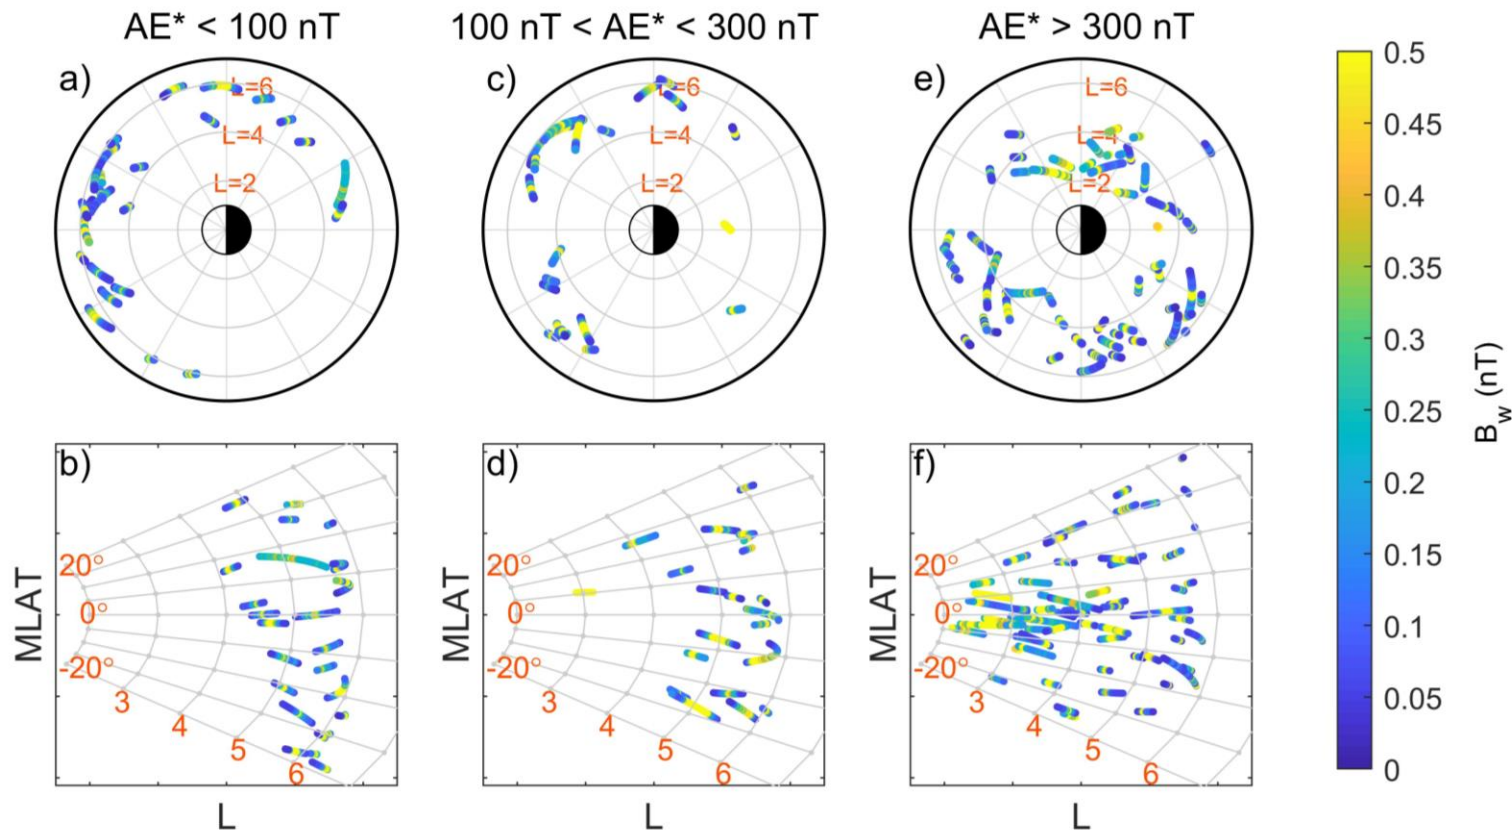 AE* < 100 nT
100 nT < AE* < 300 nT
AE* > 300 nT
a)
L=6
L=4
L=2
c)
L=6
L=4
L=2
e)
L=6
L=4
L=2
0.5
0.45
0.4
0.35
0.3
0.25
0.2
0.15
0.1
0.05
0
B_w (nT)
b)
20°
0°
-20°
3
4
5
6
MLAT
L
d)
20°
0°
-20°
3
4
5
6
MLAT
L
f)
20°
0°
-20°
3
4
5
6
MLAT
L